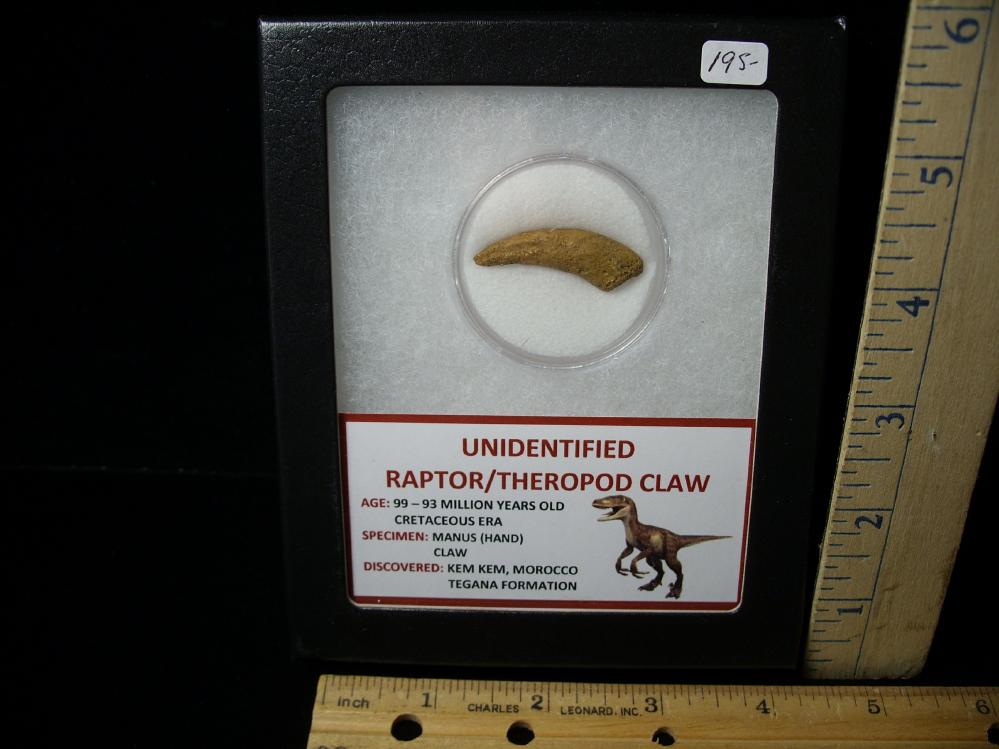 195-
UNIDENTIFIED
RAPTOR/THEROPOD CLAW
AGE: 99 – 93 MILLION YEARS OLD
CRETACEOUS ERA
SPECIMEN: MANUS (HAND)
CLAW
DISCOVERED: KEM KEM, MOROCCO
TEGANA FORMATION
6
5
4
3
2
1
inch 1 CHARLES 2 LEONARD, INC. 3 4 5 6